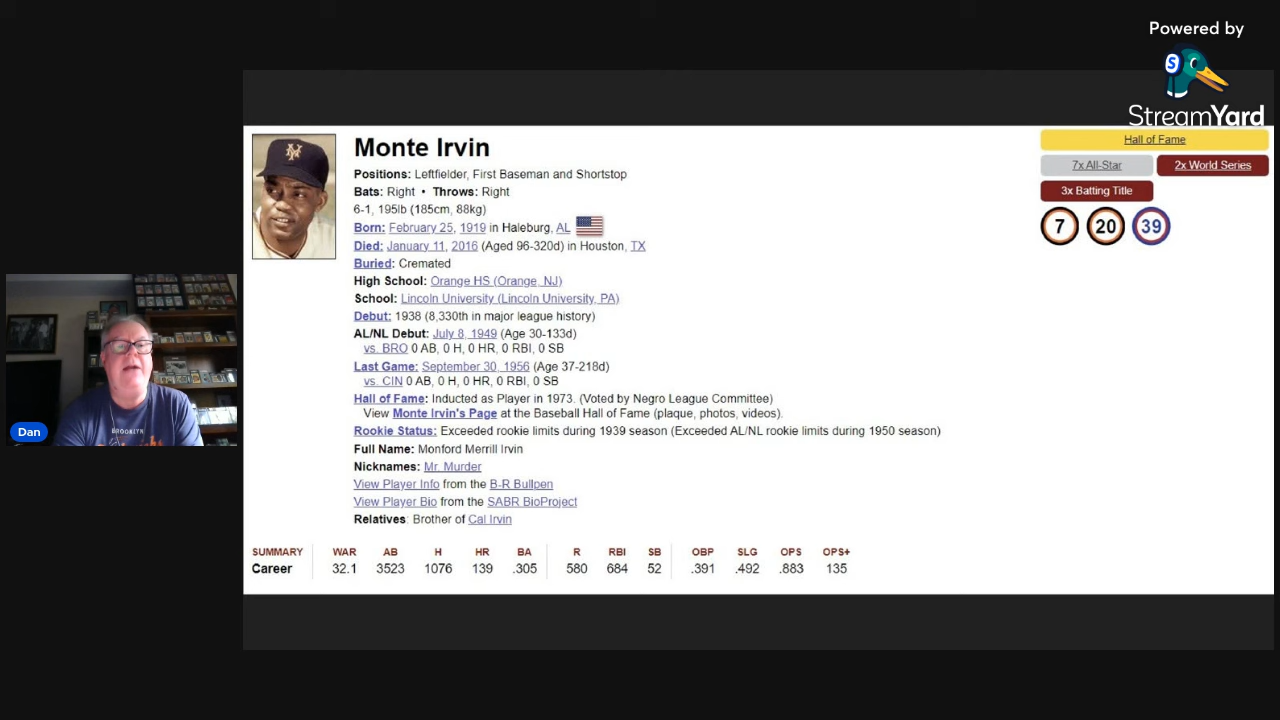 Powered by
StreamYard
Monte Irvin
Positions: Leftfielder, First Baseman and Shortstop
Bats: Right • Throws: Right
6-1, 195lb (185cm, 88kg)
Born: February 25, 1919 in Haleburg, AL
Died: January 11, 2016 (Aged 96-320d) in Houston, TX
Buried: Cremated
High School: Orange HS (Orange, NJ)
School: Lincoln University (Lincoln University, PA)
Debut: 1938 (8,330th in major league history)
AL/NL Debut: July 8, 1949 (Age 30-133d)
vs. BRO 0 AB, 0 H, 0 HR, 0 RBI, 0 SB
Last Game: September 30, 1956 (Age 37-218d)
vs. CIN 0 AB, 0 H, 0 HR, 0 RBI, 0 SB
Hall of Fame: Inducted as Player in 1973. (Voted by Negro League Committee)
View Monte Irvin's Page at the Baseball Hall of Fame (plaque, photos, videos).
Rookie Status: Exceeded rookie limits during 1939 season (Exceeded AL/NL rookie limits during 1950 season)
Full Name: Monford Merrill Irvin
Nicknames: Mr. Murder
View Player Info from the B-R Bullpen
View Player Bio from the SABR BioProject
Relatives: Brother of Cal Irvin
Hall of Fame
7x All-Star 2x World Series
3x Batting Title
7 20 39
SUMMARY WAR AB H HR BA R RBI SB OBP SLG OPS OPS+
Career 32.1 3523 1076 139 .305 580 684 52 .391 .492 .883 135
BROOKLYN
Dan